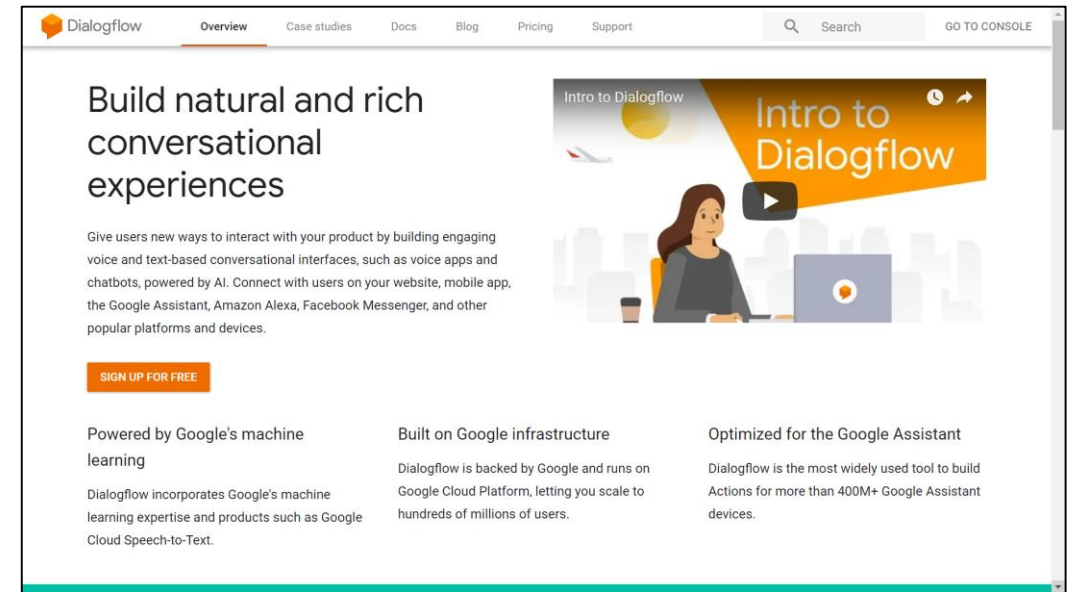 Dialogflow Overview Case studies Docs Blog Pricing Support Search GO TO CONSOLE
Build natural and rich
conversational
experiences
Give users new ways to interact with your product by building engaging
voice and text-based conversational interfaces, such as voice apps and
chatbots, powered by AI. Connect with users on your website, mobile app,
the Google Assistant, Amazon Alexa, Facebook Messenger, and other
popular platforms and devices.
SIGN UP FOR FREE
Intro to Dialogflow
Intro to
Dialogflow
Powered by Google's machine
learning
Dialogflow incorporates Google's machine
learning expertise and products such as Google
Cloud Speech-to-Text.
Built on Google infrastructure
Dialogflow is backed by Google and runs on
Google Cloud Platform, letting you scale to
hundreds of millions of users.
Optimized for the Google Assistant
Dialogflow is the most widely used tool to build
Actions for more than 400M+ Google Assistant
devices.